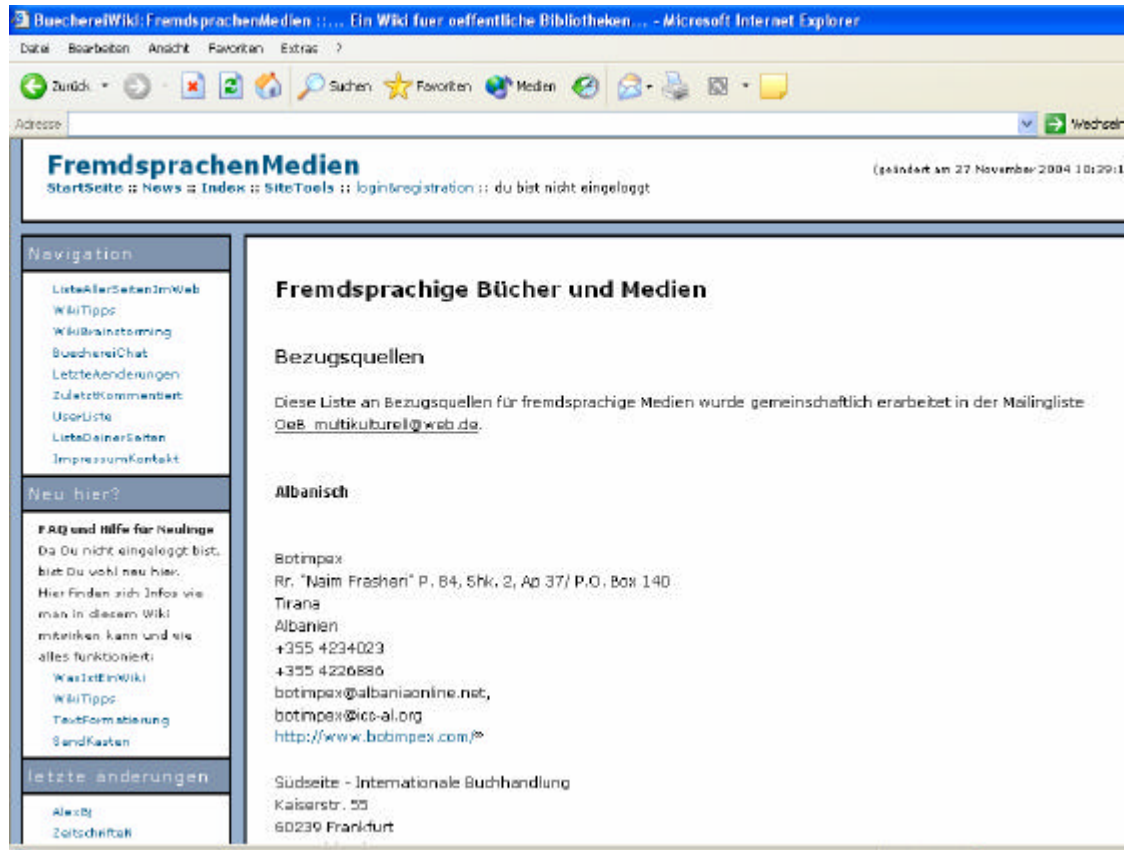 BuechereiWiki: FremdsprachenMedien ::... Ein Wiki fuer oeffentliche Bibliotheken... - Microsoft Internet Explorer
Datei Bearbeiten Ansicht Favoriten Extras ?
Zurück Suchen Favoriten Medien
Adresse Wechseln
FremdsprachenMedien
(geändert am 27 November 2004 10:29:1
StartSeite :: News :: Index :: SiteTools :: login&registration :: du bist nicht eingeloggt
Navigation
ListeAllerSeitenImWeb
WikiTipps
WikiBrainstorming
BuechereiChat
LetzteAenderungen
ZuletztKommentiert
UserListe
ListeDeinerSeiten
ImpressumKontakt
Neu hier?
FAQ und Hilfe für Neulinge
Da Du nicht eingeloggt bist,
bist Du wohl neu hier.
Hier finden sich Infos wie
man in diesem Wiki
mitwirken kann und wie
alles funktioniert:
WasIstEinWiki
WikiTipps
TextFormatierung
SandKasten
letzte änderungen
AlexBj
ZeitschrifteN
Fremdsprachige Bücher und Medien
Bezugsquellen
Diese Liste an Bezugsquellen für fremdsprachige Medien wurde gemeinschaftlich erarbeitet in der Mailingliste
OeB_multikulturell@web.de.
Albanisch
Botimpex
Rr. "Naim Frasheri" P. 84, Shk. 2, Ap 37/ P.O. Box 140
Tirana
Albanien
+355 4234023
+355 4226886
botimpex@albaniaonline.net,
botimpex@icc-al.org
http://www.botimpex.com/
Südseite - Internationale Buchhandlung
Kaiserstr. 55
60239 Frankfurt